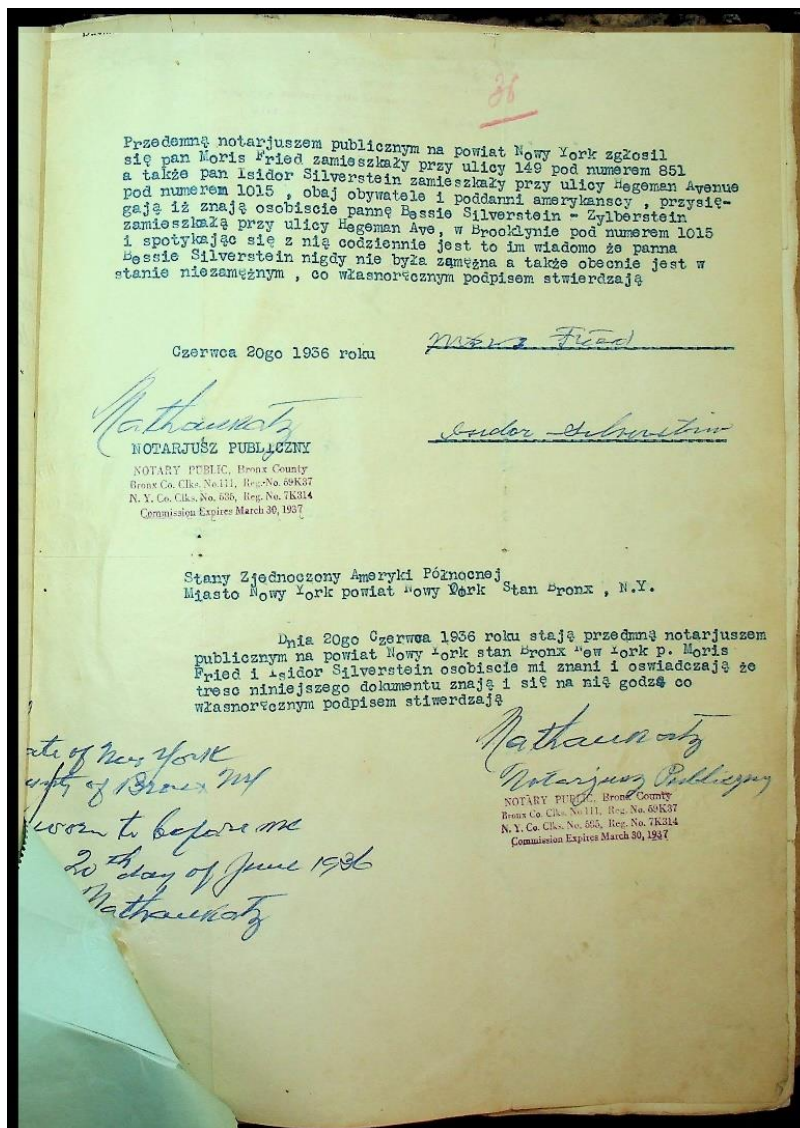 38
Przedemną notarjuszem publicznym na powiat Nowy York zgłosil
się pan Moris Fried zamieszkały przy ulicy 149 pod numerem 851
a także pan Isidor Silverstein zamieszkały przy ulicy Hegeman Avenue
pod numerem 1015 , obaj obywatele i poddanni amerykanscy , przysię-
gają iż znają osobiscie pannę Bessie Silverstein - Zylberstein
zamieszkałą przy ulicy Hegeman Ave, w Brooklynie pod numerem 1015
i spotykając się z nią codziennie jest to im wiadomo że panna
Bessie Silverstein nigdy nie była zamężna a także obecnie jest w
stanie niezamężnym , co własnoręcznym podpisem stwierdzają
Czerwca 20go 1936 roku
Moris Fried
Nathan Katz
Isidor Silverstein
NOTARJUSZ PUBLICZNY
NOTARY PUBLIC, Bronx County
Bronx Co. Clks. No.111, Reg. No. 59K37
N. Y. Co. Clks. No. 535, Reg. No. 7K314
Commission Expires March 30, 1937
Stany Zjednoczony Ameryki Północnej
Miasto Nowy York powiat Nowy York Stan Bronx , N.Y.
Dnia 20go Czerwca 1936 roku stają przedmną notarjuszem
publicznym na powiat Nowy York stan Bronx New York p. Moris
Fried i Isidor Silverstein osobiscie mi znani i oswiadczają że
tresc niniejszego dokumentu znają i się na nią godzą co
własnoręcznym podpisem stiwerdzają
Nathan Katz
Notarjusz Publiczny
NOTARY PUBLIC, Bronx County
Bronx Co. Clks. No.111, Reg. No. 59K37
N. Y. Co. Clks. No. 535, Reg. No. 7K314
Commission Expires March 30, 1937
ate of New York
unty of Bronx NY
worn to before me
20th day of June 1936
Nathan Katz